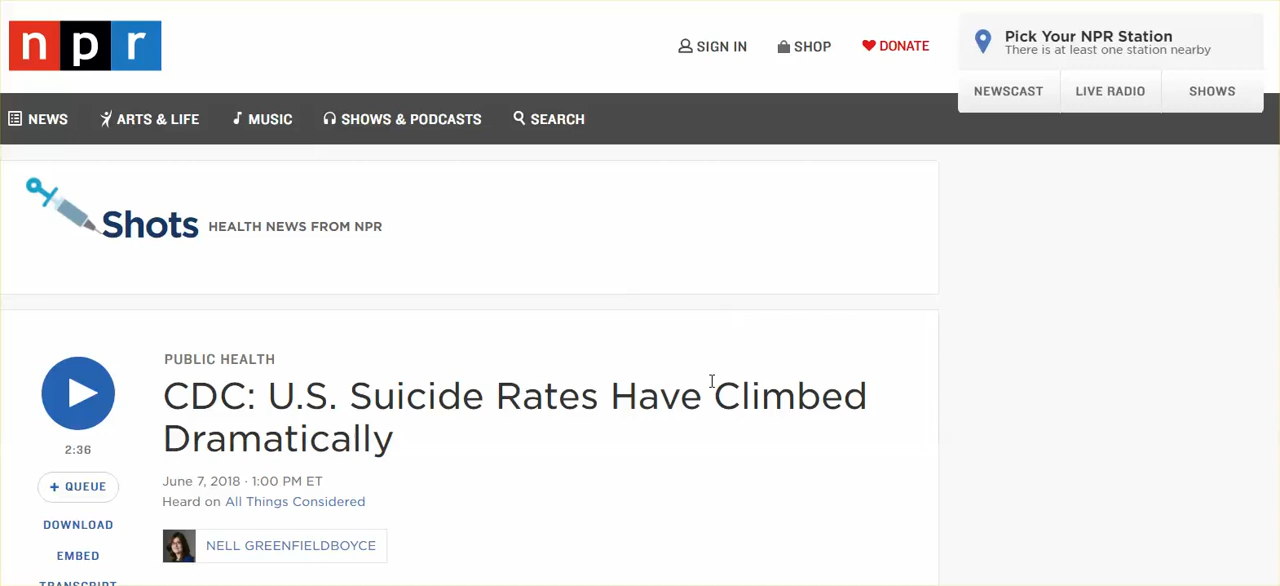 npr
SIGN IN
SHOP
DONATE
Pick Your NPR Station
There is at least one station nearby
NEWSCAST
LIVE RADIO
SHOWS
NEWS
ARTS & LIFE
MUSIC
SHOWS & PODCASTS
SEARCH
Shots HEALTH NEWS FROM NPR
PUBLIC HEALTH
CDC: U.S. Suicide Rates Have Climbed
Dramatically
2:36
+ QUEUE
DOWNLOAD
EMBED
TRANSCRIPT
June 7, 2018 · 1:00 PM ET
Heard on All Things Considered
NELL GREENFIELDBOYCE